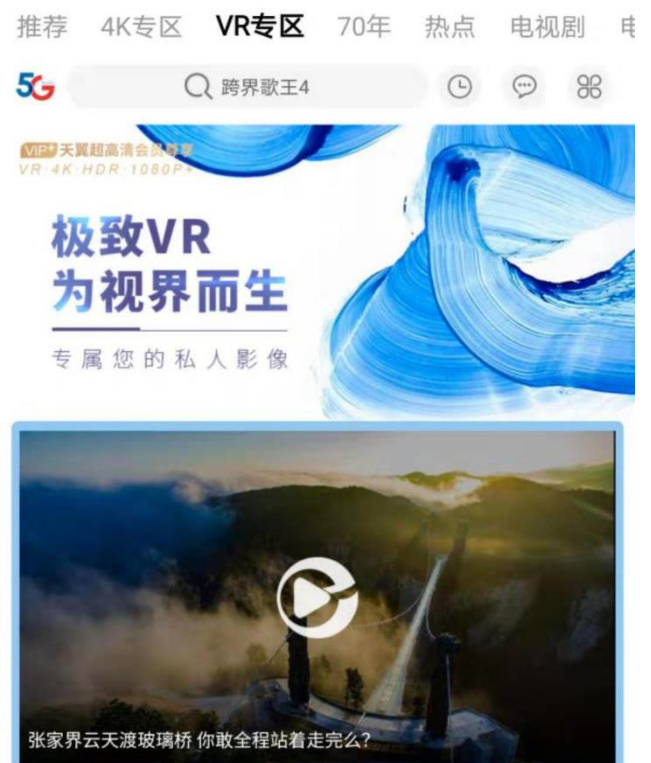 推荐 4K专区 VR专区 70年 热点 电视剧
5G 跨界歌王4
VIP+ 天翼超高清会员尊享
VR·4K·HDR·1080P+
极致VR
为视界而生
专属您的私人影像
张家界云天渡玻璃桥 你敢全程站着走完么?